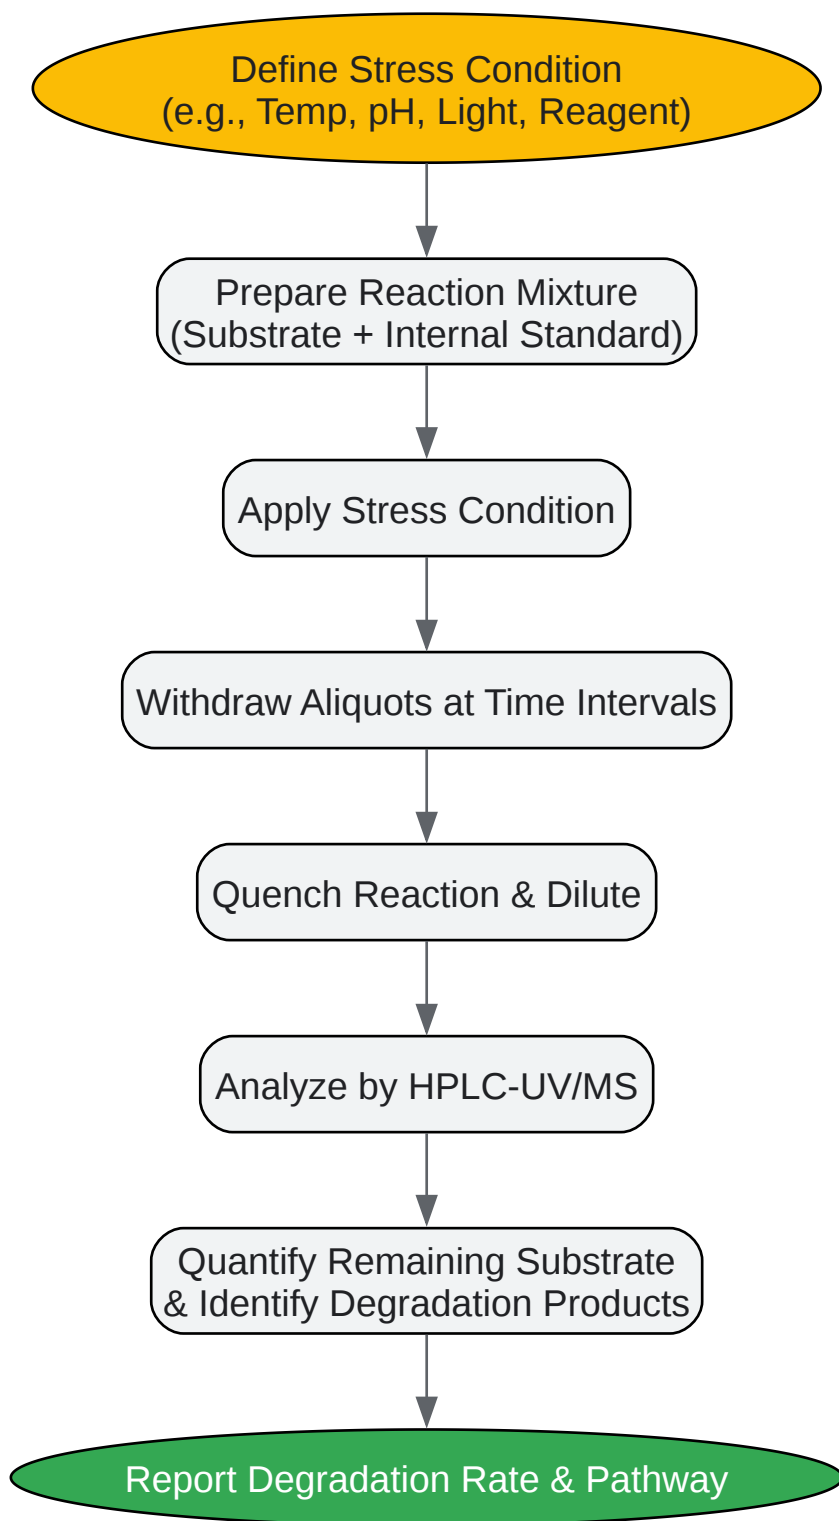 Define Stress Condition
(e.g., Temp, pH, Light, Reagent)
Prepare Reaction Mixture
(Substrate + Internal Standard)
Apply Stress Condition
Withdraw Aliquots at Time Intervals
Quench Reaction & Dilute
Analyze by HPLC-UV/MS
Quantify Remaining Substrate
& Identify Degradation Products
Report Degradation Rate & Pathway